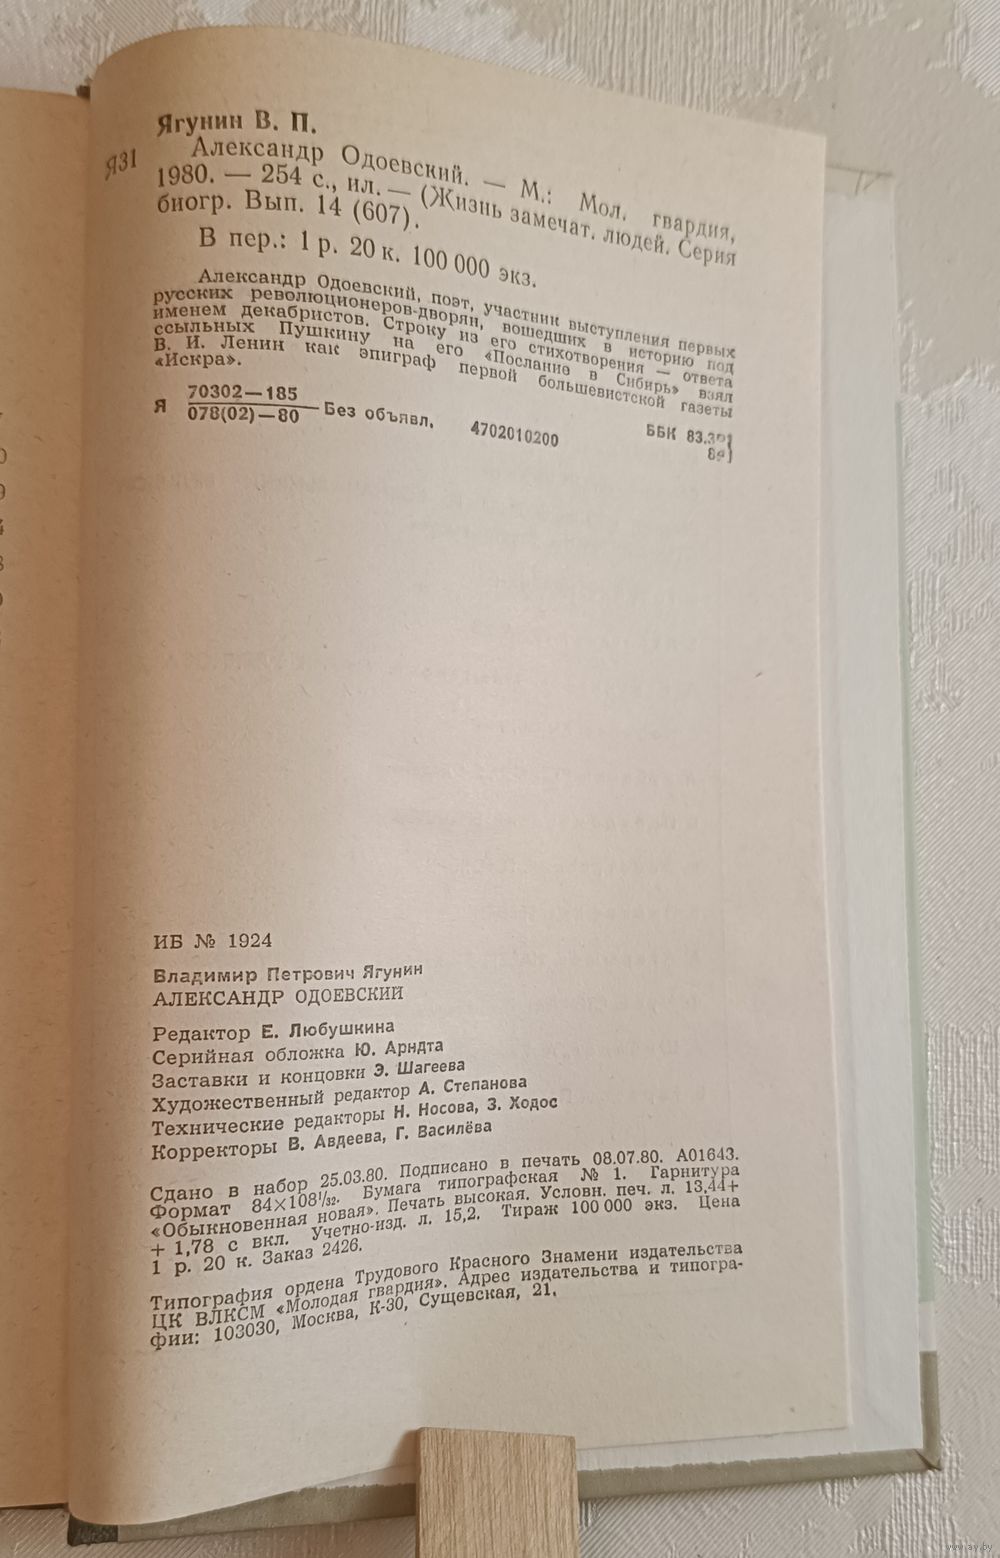 Ягунин В. П.
Я31
Александр Одоевский. — М.: Мол. гвардия,
1980. — 254 с., ил. — (Жизнь замечат. людей. Серия
биогр. Вып. 14 (607).
В пер.: 1 р. 20 к. 100 000 экз.
Александр Одоевский, поэт, участник выступления первых
русских революционеров-дворян, вошедших в историю под
именем декабристов. Строку из его стихотворения — ответа
ссыльных Пушкину на его «Послание в Сибирь» взял
В. И. Ленин как эпиграф первой большевистской газеты
«Искра».
Я 70302—185
078(02)—80 Без объявл. 4702010200
ББК
ИБ № 1924
Владимир Петрович Ягунин
АЛЕКСАНДР ОДОЕВСКИЙ
Редактор Е. Любушкина
Серийная обложка Ю. Арндта
Заставки и концовки Э. Шагеева
Художественный редактор А. Степанова
Технические редакторы Н. Носова, З. Ходос
Корректоры В. Авдеева, Г. Василёва
Сдано в набор 25.03.80. Подписано в печать 08.07.80. А01643.
Формат 84×108¹/₃₂. Бумага типографская № 1. Гарнитура
«Обыкновенная новая». Печать высокая. Условн. печ. л. 13,44+
+ 1,78 с вкл. Учетно-изд. л. 15,2. Тираж 100 000 экз. Цена
1 р. 20 к. Заказ 2426.
Типография ордена Трудового Красного Знамени издательства
ЦК ВЛКСМ «Молодая гвардия». Адрес издательства и типогра-
фии: 103030, Москва, К-30, Сущевская, 21.
www.ay.by